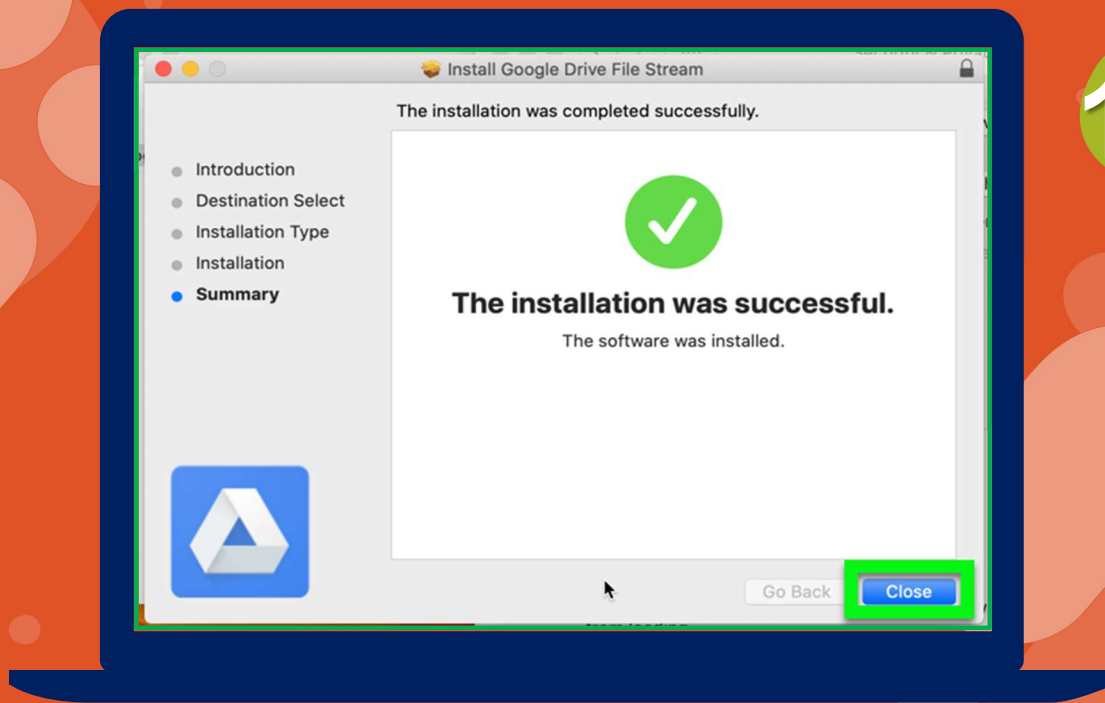 Install Google Drive File Stream
The installation was completed successfully.
Introduction
Destination Select
Installation Type
Installation
Summary
The installation was successful.
The software was installed.
Go Back
Close